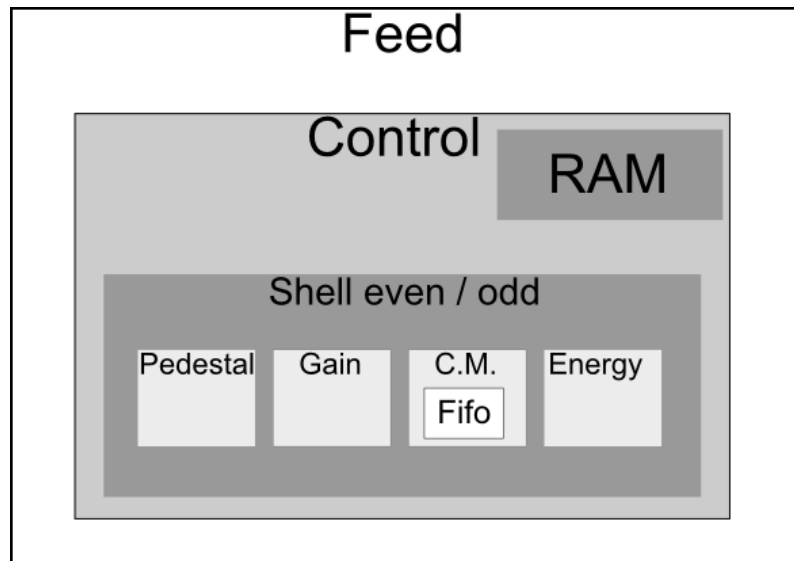 Feed
Control
RAM
Shell even / odd
Pedestal
Gain
C.M.
Energy
Fifo